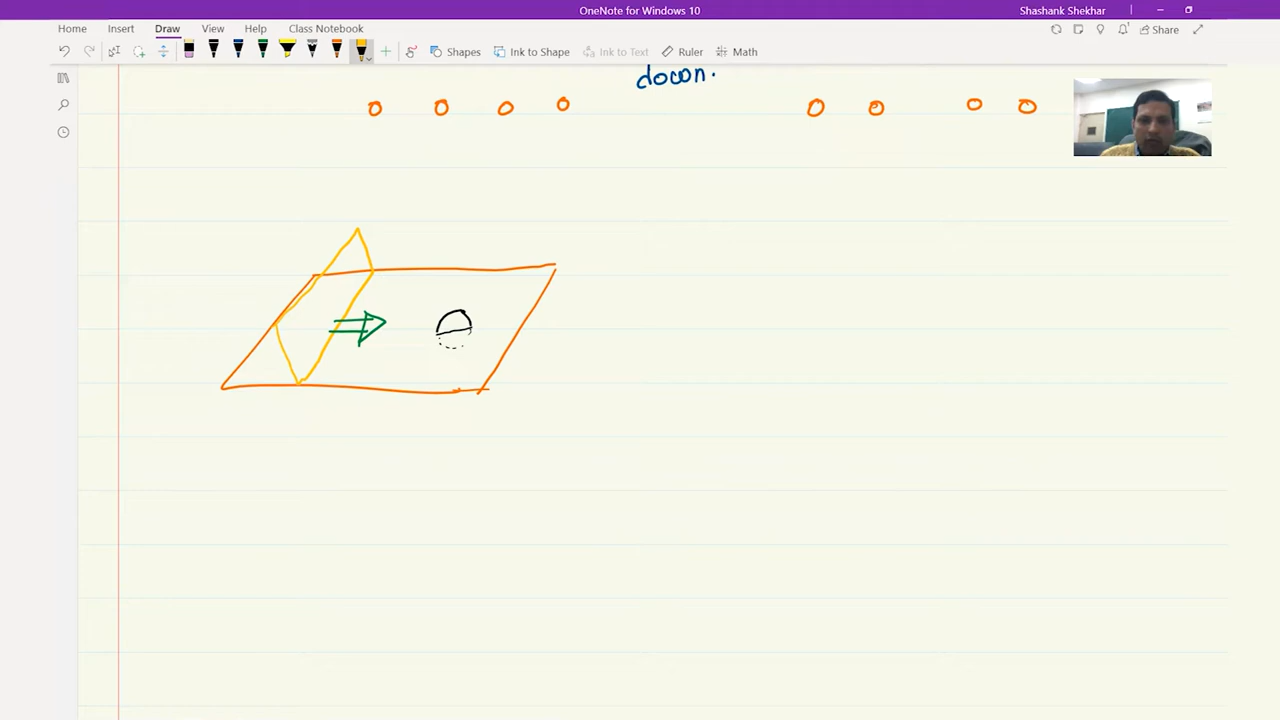 OneNote for Windows 10
Shashank Shekhar
Home Insert Draw View Help Class Notebook
Share
Shapes Ink to Shape Ink to Text Ruler Math